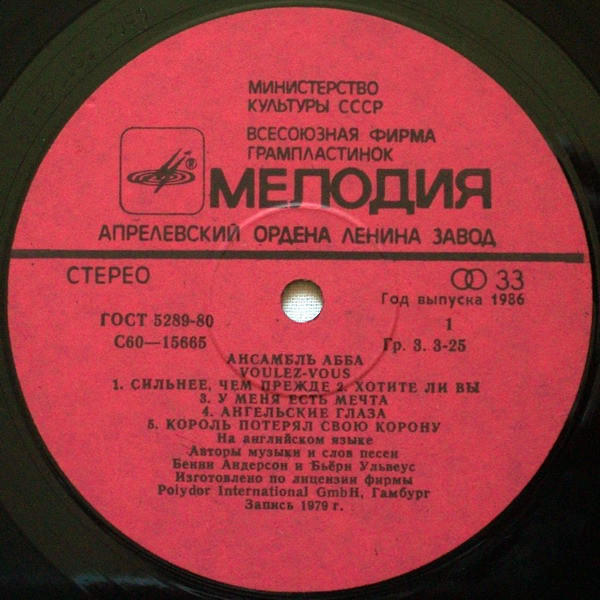 МИНИСТЕРСТВО
КУЛЬТУРЫ СССР
ВСЕСОЮЗНАЯ ФИРМА
ГРАМПЛАСТИНОК
®
МЕЛОДИЯ
АПРЕЛЕВСКИЙ ОРДЕНА ЛЕНИНА ЗАВОД
СТЕРЕО
33
Год выпуска 1986
ГОСТ 5289-80
1
С60—15665
Гр. 3. 3-25
АНСАМБЛЬ АББА
VOULEZ-VOUS
1. СИЛЬНЕЕ, ЧЕМ ПРЕЖДЕ 2. ХОТИТЕ ЛИ ВЫ
3. У МЕНЯ ЕСТЬ МЕЧТА
4. АНГЕЛЬСКИЕ ГЛАЗА
5. КОРОЛЬ ПОТЕРЯЛ СВОЮ КОРОНУ
На английском языке
Авторы музыки и слов песен
Бенни Андерсон и Бьёрн Ульвеус
Изготовлено по лицензии фирмы
Polydor International GmbH, Гамбург
Запись 1979 г.